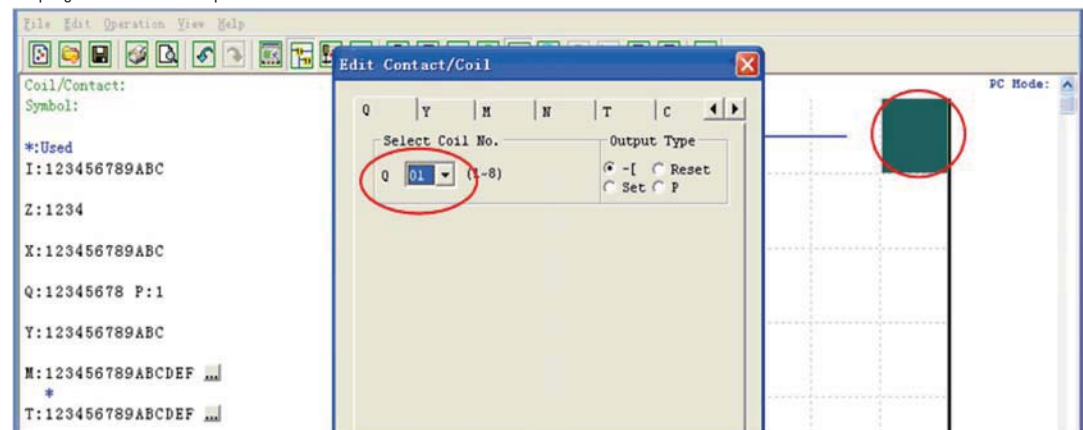 File Edit Operation View Help
Edit Contact/Coil
Coil/Contact:
Symbol:
*:Used
I:123456789ABC
Z:1234
X:123456789ABC
Q:12345678 P:1
Y:123456789ABC
M:123456789ABCDEF ...
*
T:123456789ABCDEF ...
Q Y M N T C
Select Coil No.
Q 01 (1~8)
Output Type
-[ Reset
Set P
PC Mode: